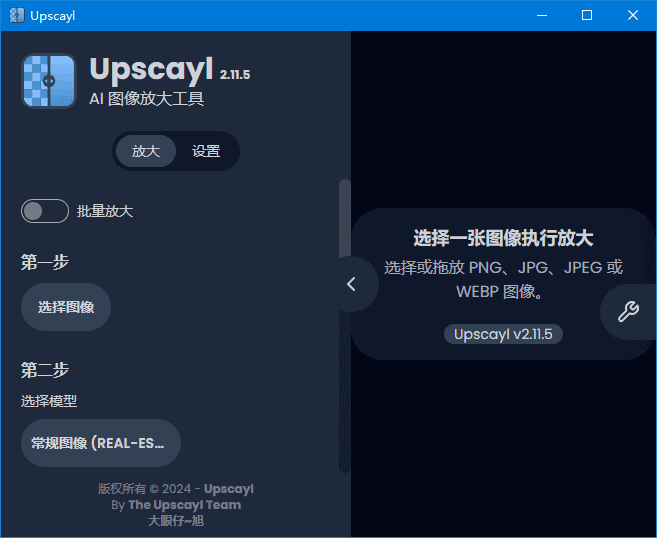 Upscayl
Upscayl 2.11.5
AI 图像放大工具
放大 设置
批量放大
第一步
选择图像
第二步
选择模型
常规图像 (REAL-ES...
版权所有 © 2024 - Upscayl
By The Upscayl Team
大眼仔~旭
选择一张图像执行放大
选择或拖放 PNG、JPG、JPEG 或
WEBP 图像。
Upscayl v2.11.5